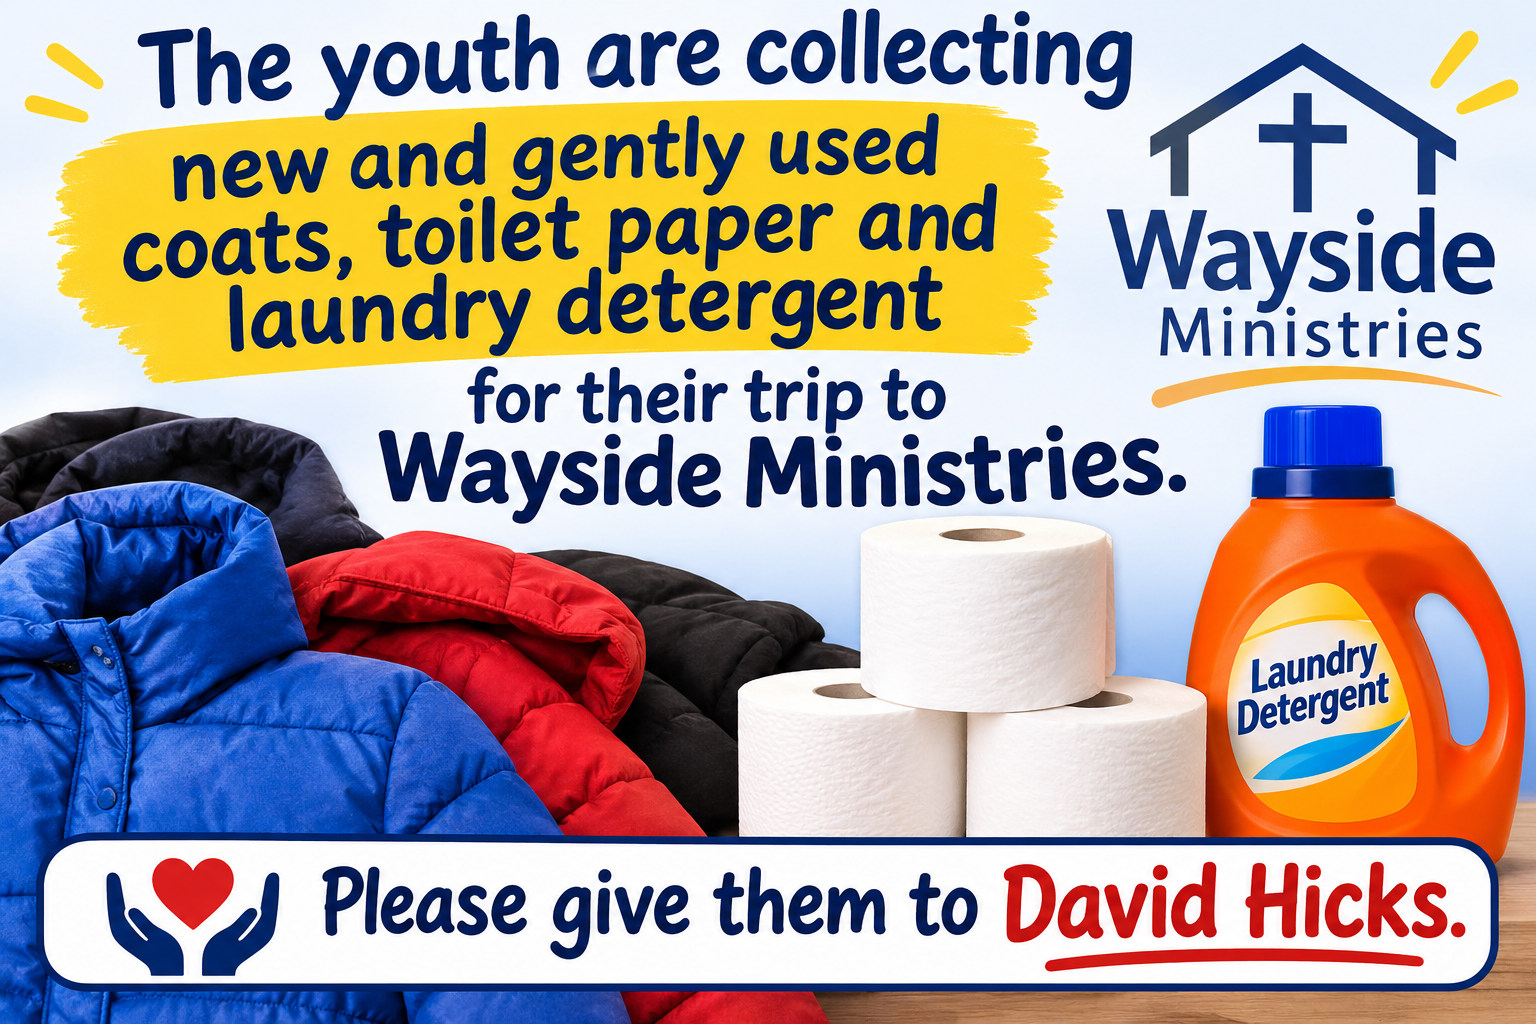 The youth are collecting
new and gently used
coats, toilet paper and
laundry detergent
for their trip to
Wayside Ministries.
Wayside
Ministries
Laundry
Detergent
Please give them to David Hicks.